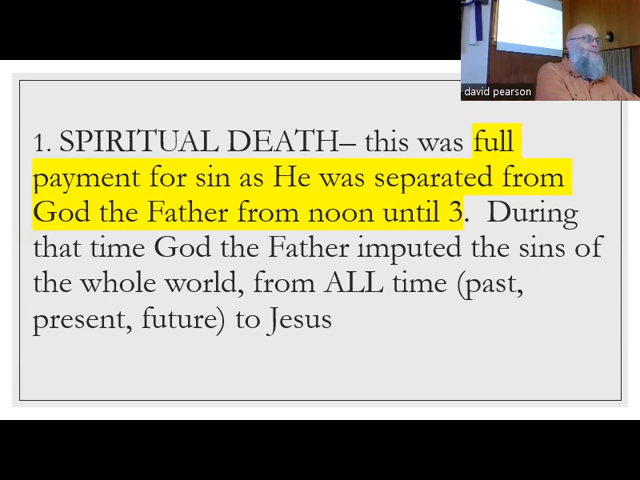 david pearson
1. SPIRITUAL DEATH– this was full
payment for sin as He was separated from
God the Father from noon until 3.  During
that time God the Father imputed the sins of
the whole world, from ALL time (past,
present, future) to Jesus